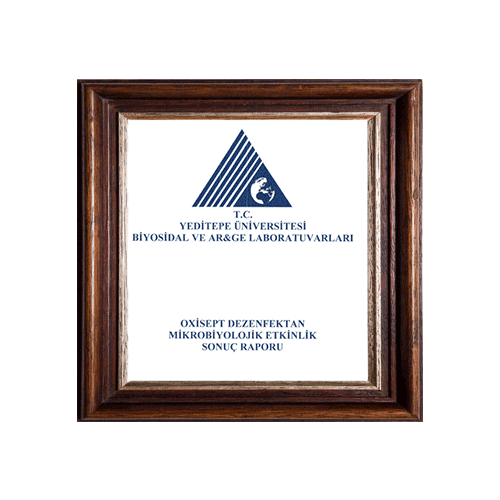 T.C.
YEDİTEPE ÜNİVERSİTESİ
BİYOSİDAL VE AR&GE LABORATUVARLARI
OXİSEPT DEZENFEKTAN
MİKROBİYOLOJİK ETKİNLİK
SONUÇ RAPORU